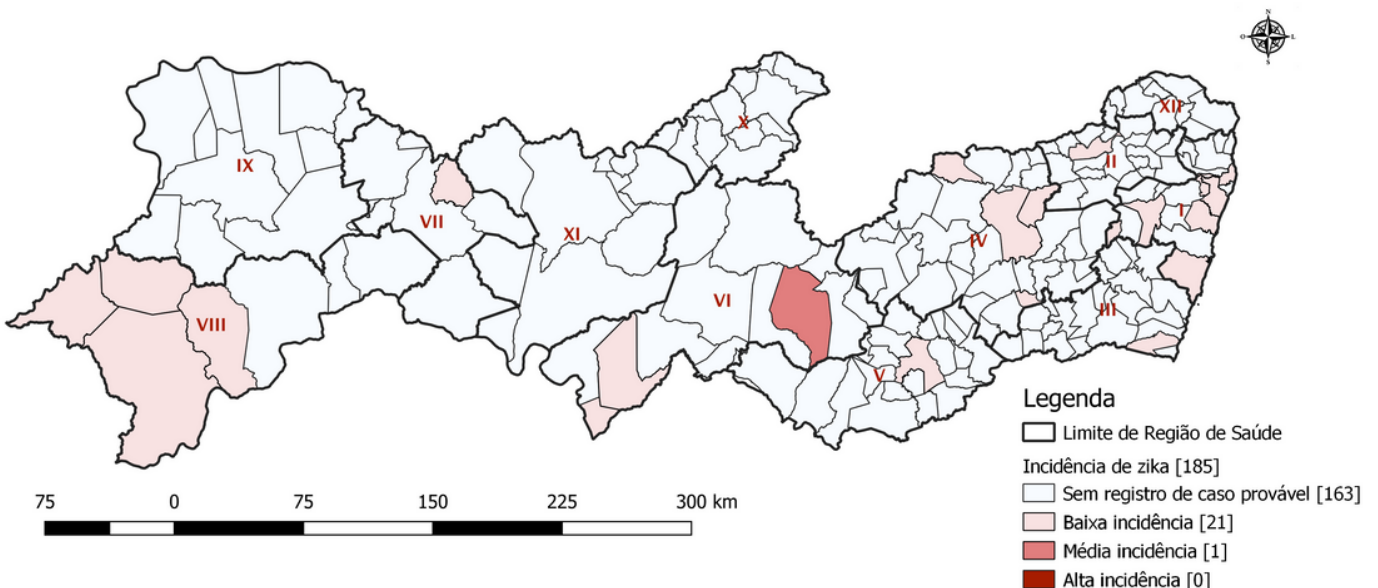 N
O L
S
XII
X
II
IX
I
VII
XI
IV
VI
III
VIII
V
Legenda
Limite de Região de Saúde
Incidência de zika [185]
Sem registro de caso provável [163]
Baixa incidência [21]
Média incidência [1]
Alta incidência [0]
75 0 75 150 225 300 km